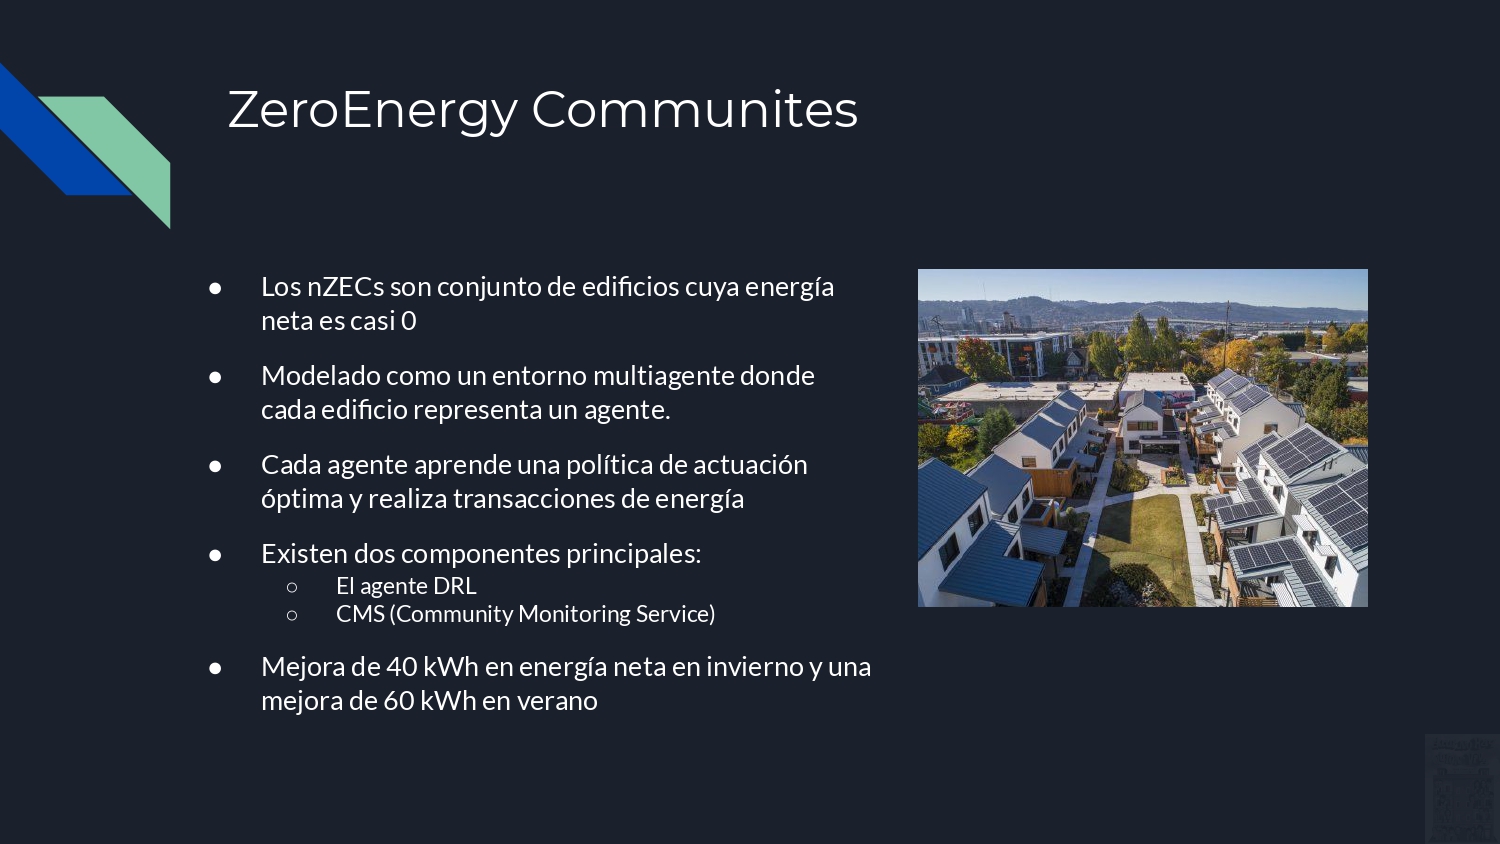 ZeroEnergy Communites
● Los nZECs son conjunto de edificios cuya energía
neta es casi 0
● Modelado como un entorno multiagente donde
cada edificio representa un agente.
● Cada agente aprende una política de actuación
óptima y realiza transacciones de energía
● Existen dos componentes principales:
○ El agente DRL
○ CMS (Community Monitoring Service)
● Mejora de 40 kWh en energía neta en invierno y una
mejora de 60 kWh en verano